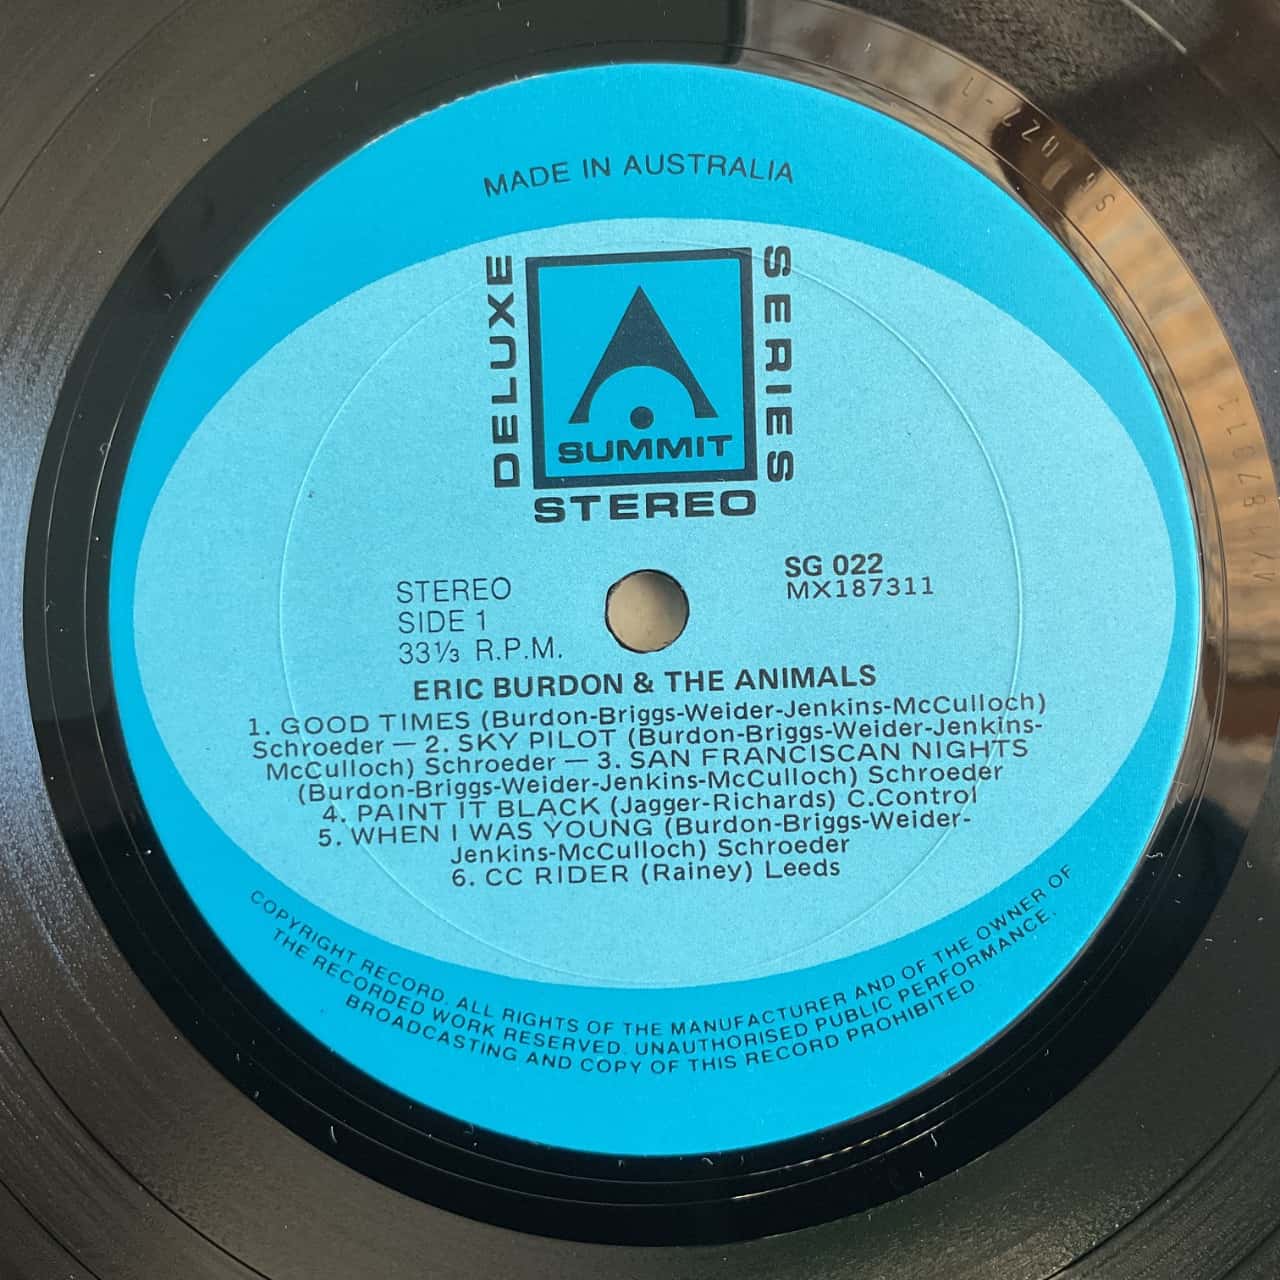 MADE IN AUSTRALIA
DELUXE
SERIES
SUMMIT
STEREO
STEREO
SIDE 1
33⅓ R.P.M.
SG 022
MX187311
ERIC BURDON & THE ANIMALS
1. GOOD TIMES (Burdon-Briggs-Weider-Jenkins-McCulloch)
Schroeder — 2. SKY PILOT (Burdon-Briggs-Weider-Jenkins-
McCulloch) Schroeder — 3. SAN FRANCISCAN NIGHTS
(Burdon-Briggs-Weider-Jenkins-McCulloch) Schroeder
4. PAINT IT BLACK (Jagger-Richards) C.Control
5. WHEN I WAS YOUNG (Burdon-Briggs-Weider-
Jenkins-McCulloch) Schroeder
6. CC RIDER (Rainey) Leeds
COPYRIGHT RECORD. ALL RIGHTS OF THE MANUFACTURER AND OF THE OWNER OF
THE RECORDED WORK RESERVED. UNAUTHORISED PUBLIC PERFORMANCE.
BROADCASTING AND COPY OF THIS RECORD PROHIBITED